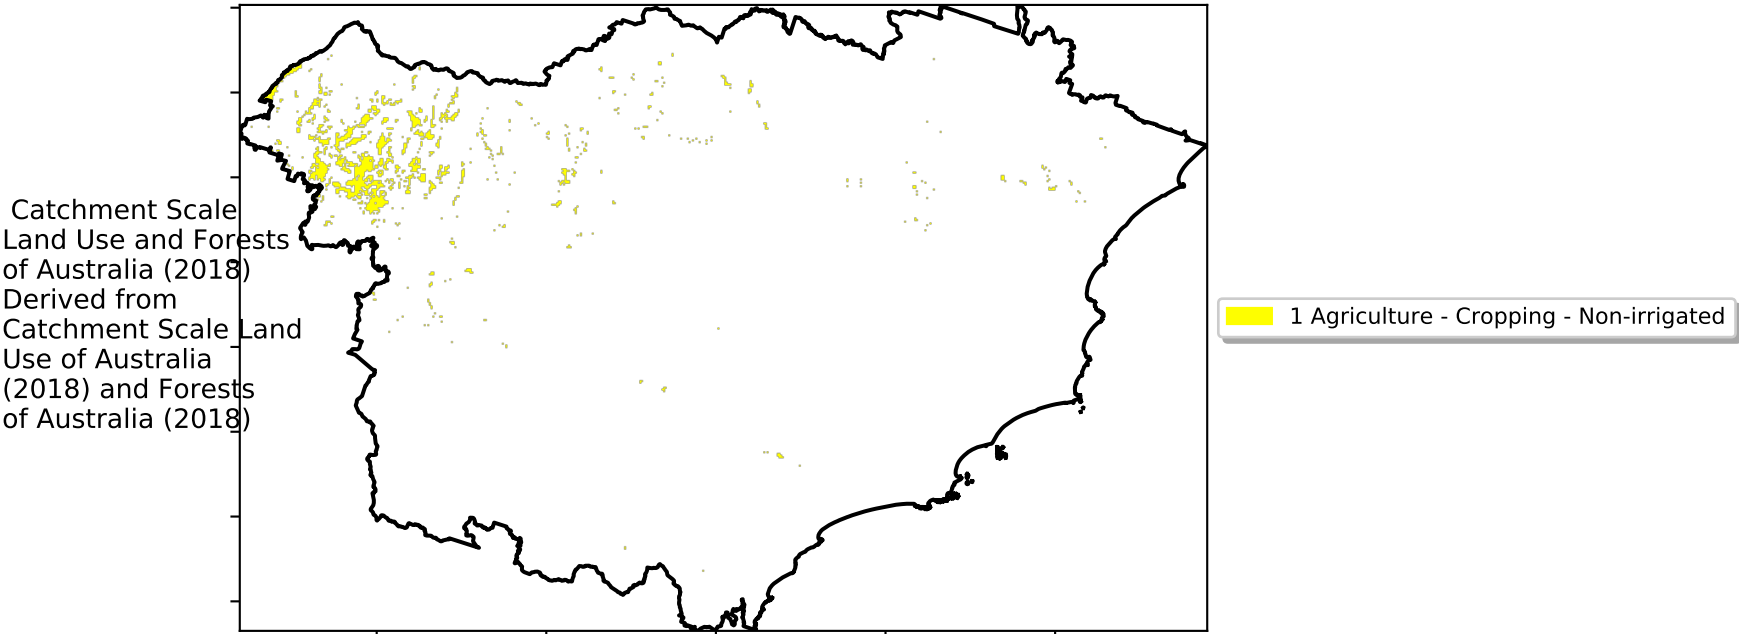 Catchment Scale
Land Use and Forests
of Australia (2018)
Derived from
Catchment Scale Land
Use of Australia
(2018) and Forests
of Australia (2018)
1 Agriculture - Cropping - Non-irrigated